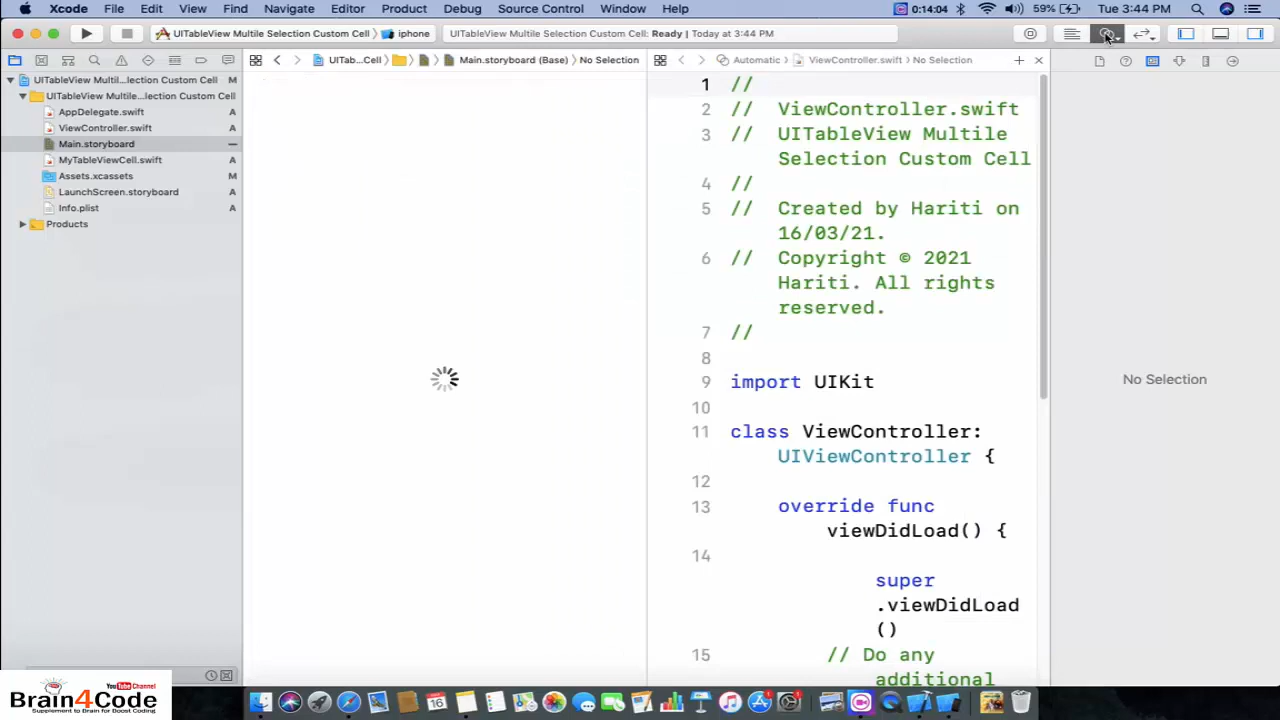 Xcode File Edit View Find Navigate Editor Product Debug Source Control Window Help 0:14:04 59% Tue 3:44 PM
UITableView Multile Selection Custom Cell iphone UITableView Multile Selection Custom Cell: Ready | Today at 3:44 PM
UITab...Cell Main.storyboard (Base) No Selection Automatic ViewController.swift No Selection
UITableView Multil...lection Custom Cell M
UITableView Multile...lection Custom Cell
AppDelegate.swift A
ViewController.swift A
Main.storyboard
MyTableViewCell.swift A
Assets.xcassets M
LaunchScreen.storyboard A
Info.plist A
Products
1 //
2 // ViewController.swift
3 // UITableView Multile
Selection Custom Cell
4 //
5 // Created by Hariti on
16/03/21.
6 // Copyright © 2021
Hariti. All rights
reserved.
7 //
8
9 import UIKit
10
11 class ViewController:
UIViewController {
12
13 override func
viewDidLoad() {
14
super
.viewDidLoad
()
15 // Do any
additional
No Selection
16
YouTube Channel
Brain4Code
Supplement to Brain for Boost Coding